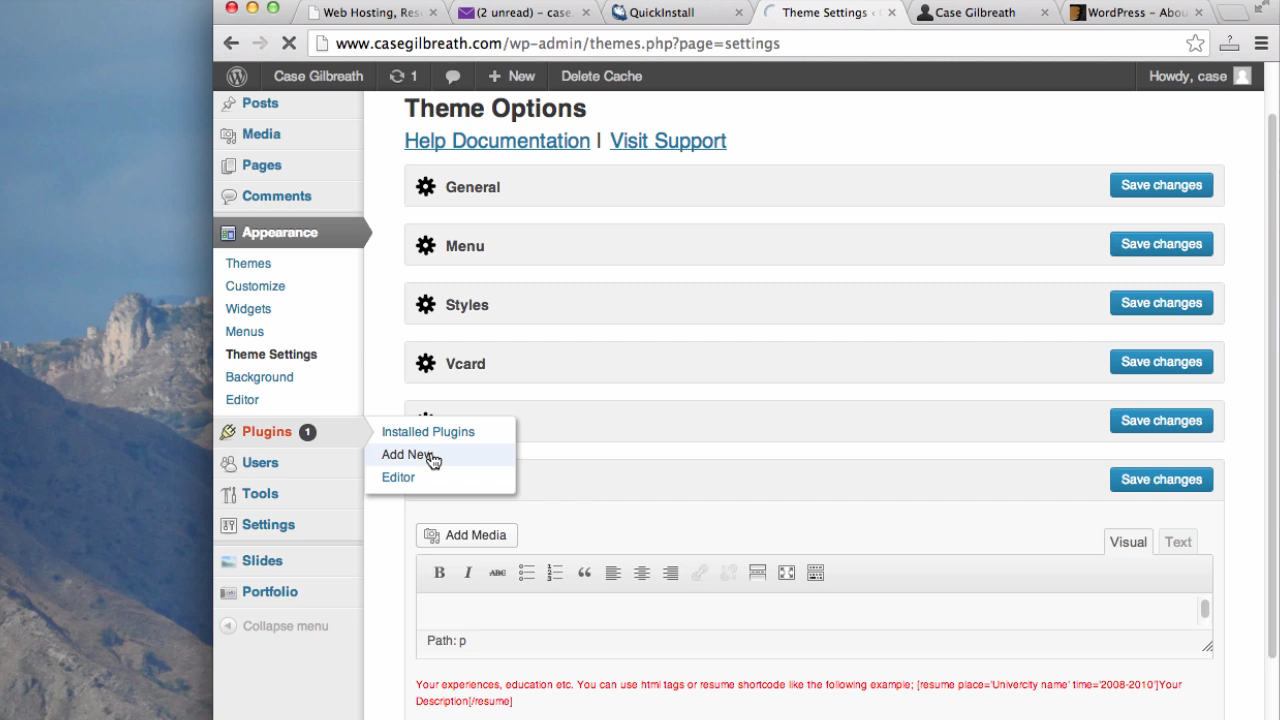 Web Hosting, Res
(2 unread) – case.
QuickInstall
Theme Settings ‹
Case Gilbreath
WordPress – Abou
www.casegilbreath.com/wp-admin/themes.php?page=settings
Case Gilbreath
1
New
Delete Cache
Howdy, case
Posts
Media
Pages
Comments
Appearance
Themes
Customize
Widgets
Menus
Theme Settings
Background
Editor
Plugins 1
Installed Plugins
Add New
Editor
Users
Tools
Settings
Slides
Portfolio
Collapse menu
Theme Options
Help Documentation | Visit Support
General
Save changes
Menu
Save changes
Styles
Save changes
Vcard
Save changes
Save changes
Save changes
Add Media
Visual
Text
B I ABC
Path: p
Your experiences, education etc. You can use html tags or resume shortcode like the following example; [resume place='Univercity name' time='2008-2010']Your
Description[/resume]